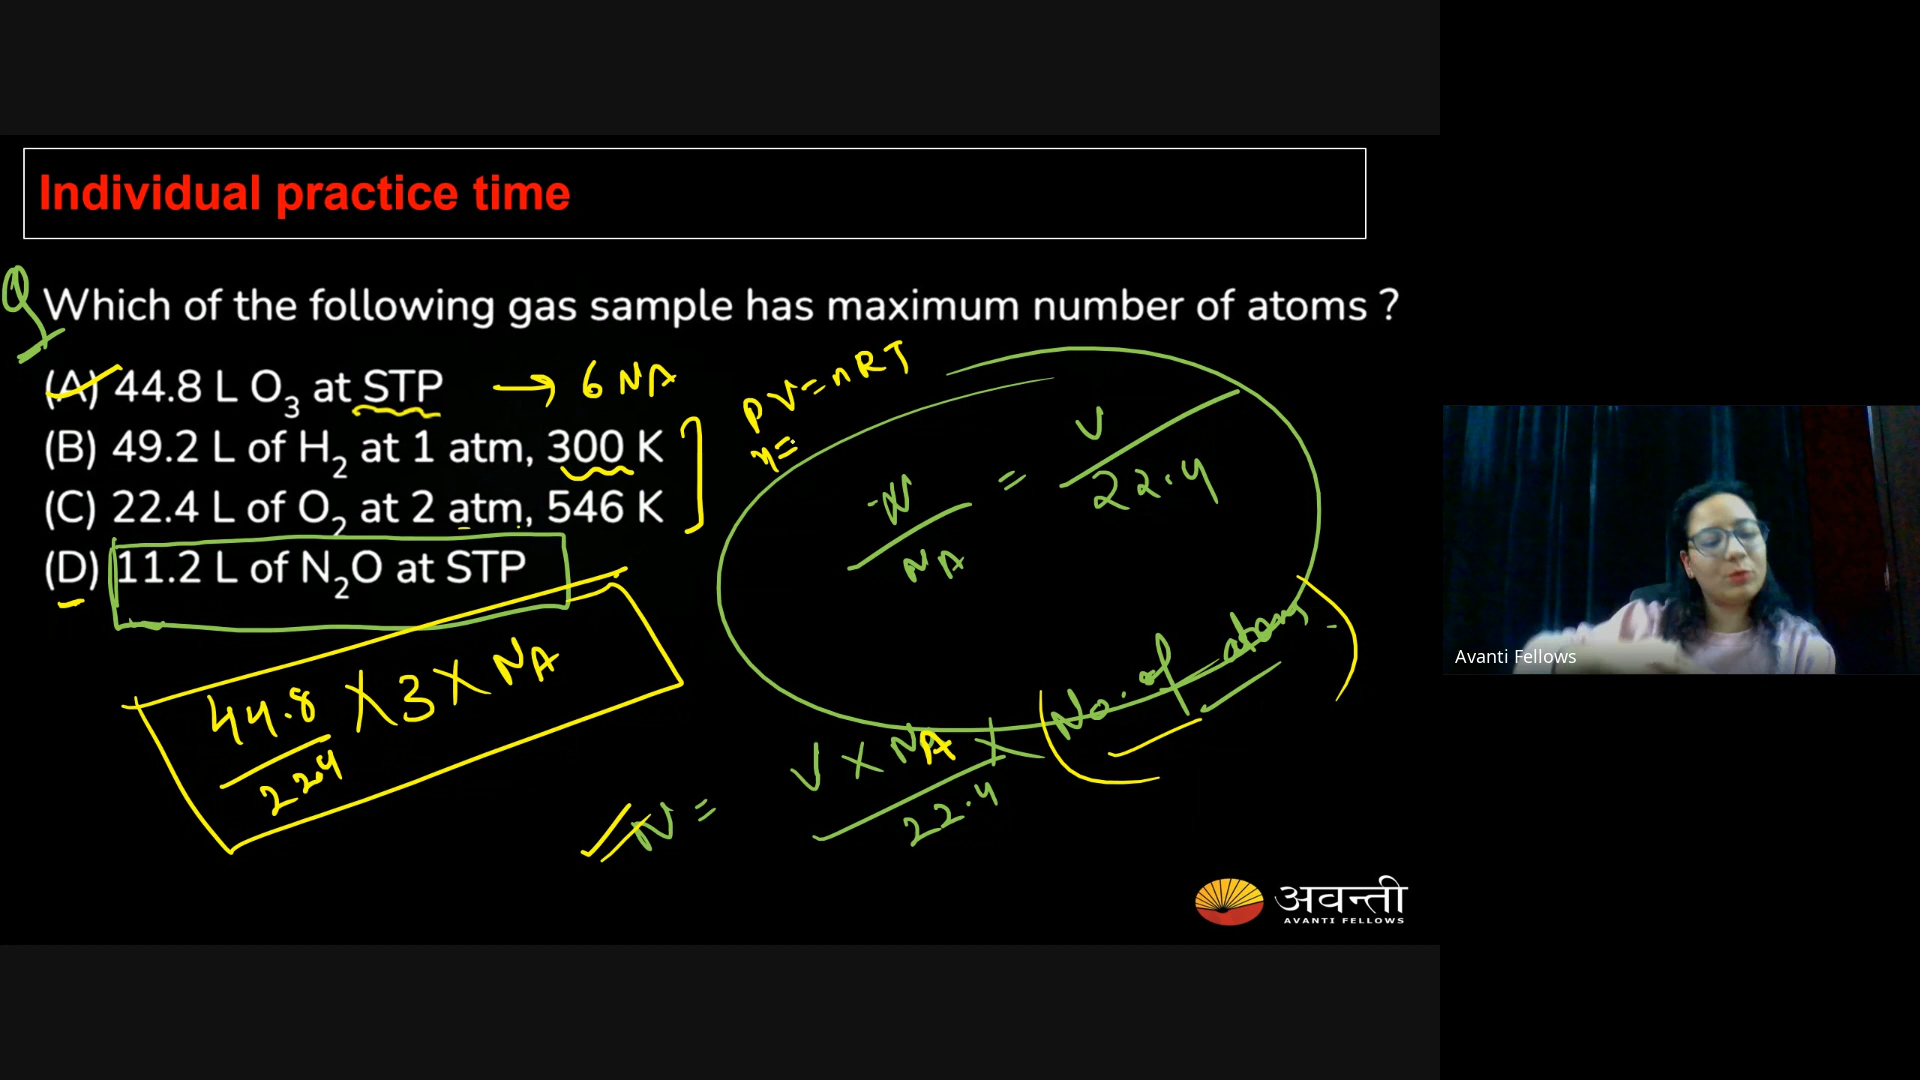 Individual practice time
Q
Which of the following gas sample has maximum number of atoms ?
(A) 44.8 L O3 at STP → 6 NA
(B) 49.2 L of H2 at 1 atm, 300 K
(C) 22.4 L of O2 at 2 atm, 546 K
(D) 11.2 L of N2O at STP
PV=nRT
n=
N/NA = V/22.4
44.8/22.4 X 3 X NA
N = V X NA X No. of atoms / 22.4
Avanti Fellows
अवन्ती
AVANTI FELLOWS